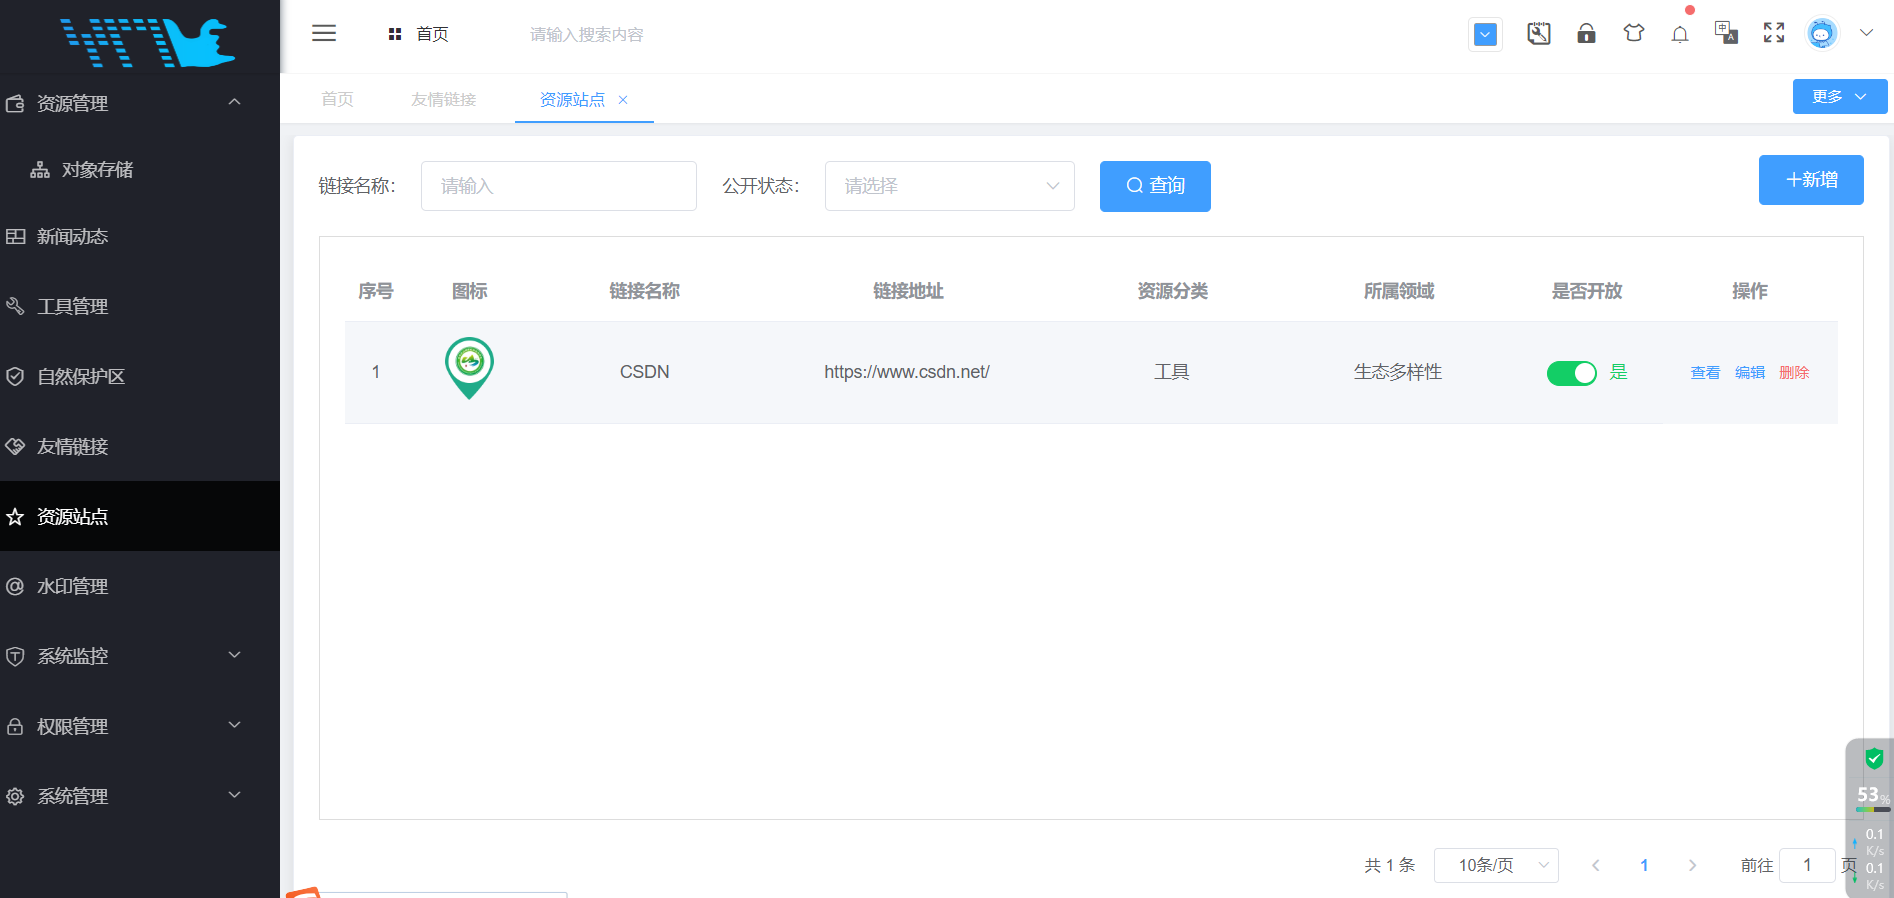 首页
请输入搜索内容
中
A
资源管理
对象存储
新闻动态
工具管理
自然保护区
友情链接
资源站点
水印管理
系统监控
权限管理
系统管理
首页 友情链接 资源站点
更多
链接名称： 请输入 公开状态： 请选择 查询 新增
序号 图标 链接名称 链接地址 资源分类 所属领域 是否开放 操作
1 CSDN https://www.csdn.net/ 工具 生态多样性 是 查看 编辑 删除
共 1 条 10条/页 1 前往 1 页
53%
0.1
K/s
0.1
K/s